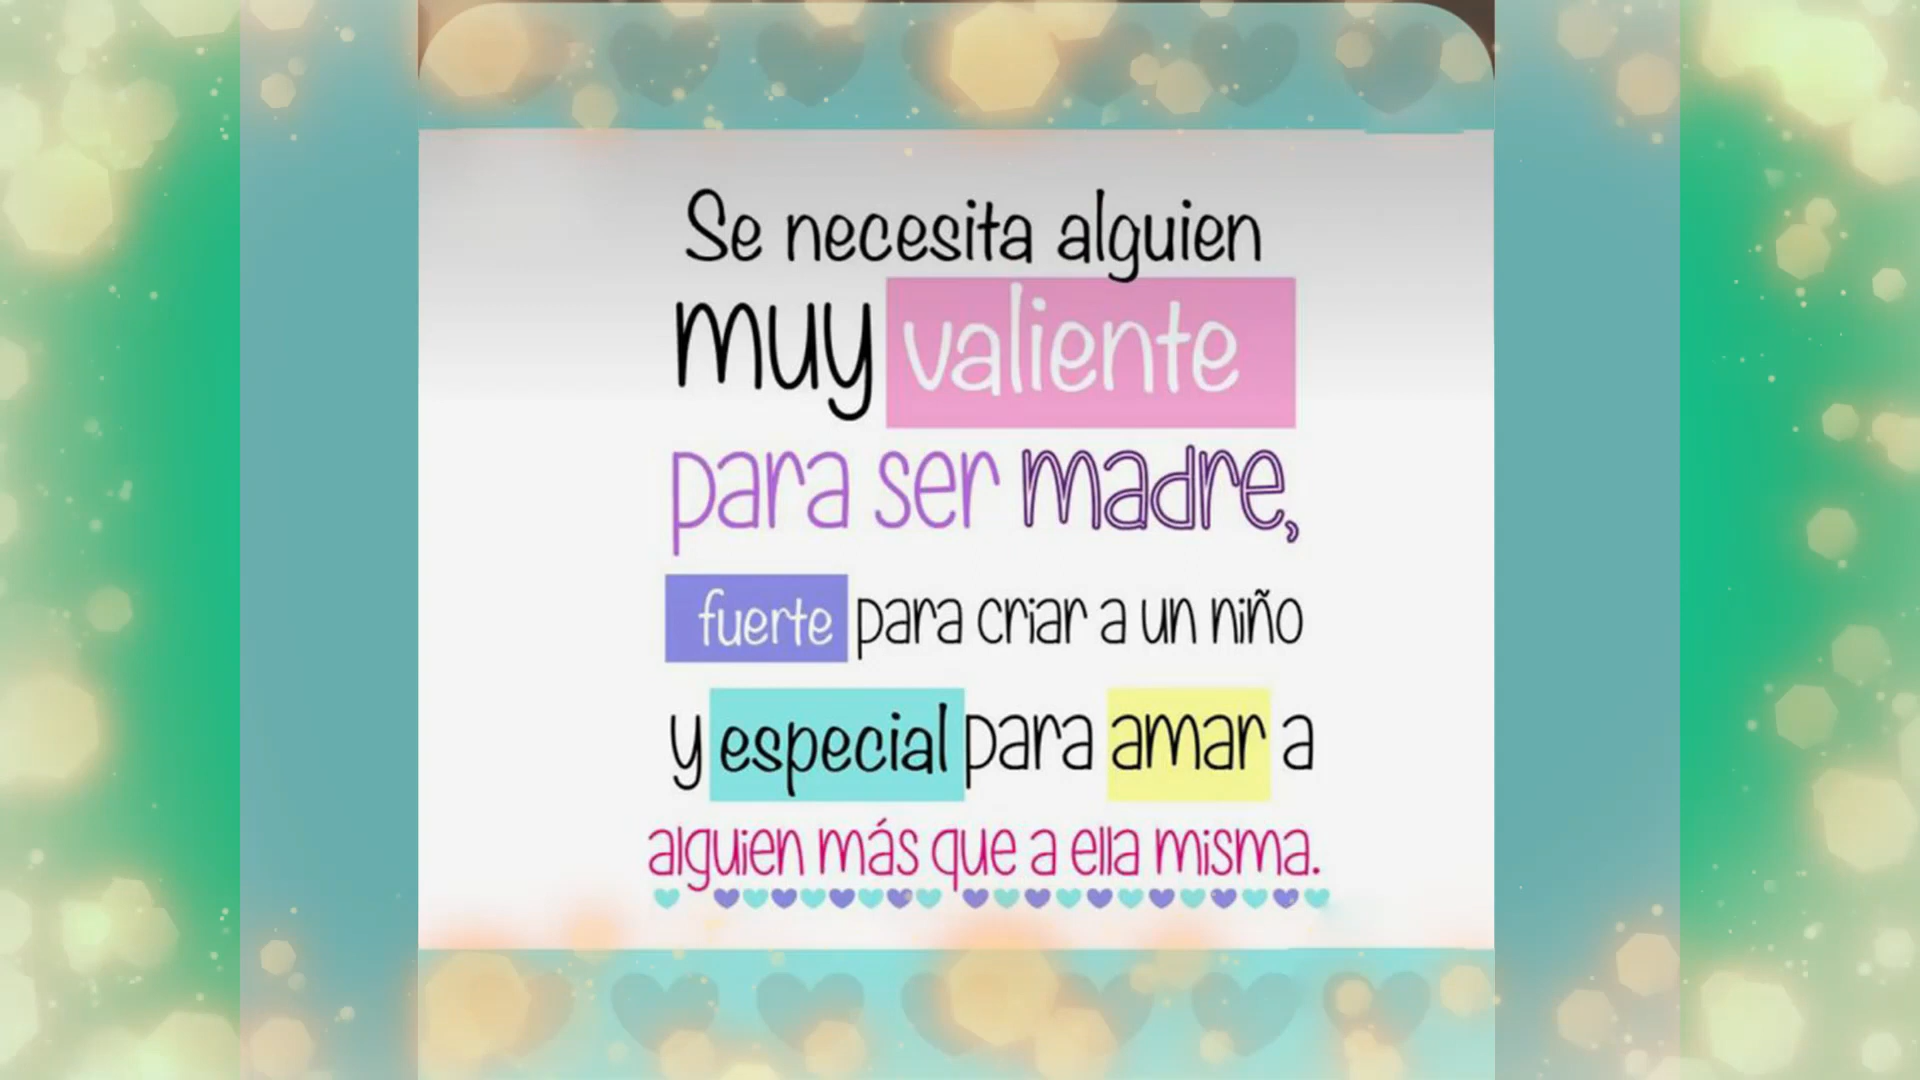 Se necesita alguien
muy valiente
para ser madre,
fuerte para criar a un niño
y especial para amar a
alguien más que a ella misma.